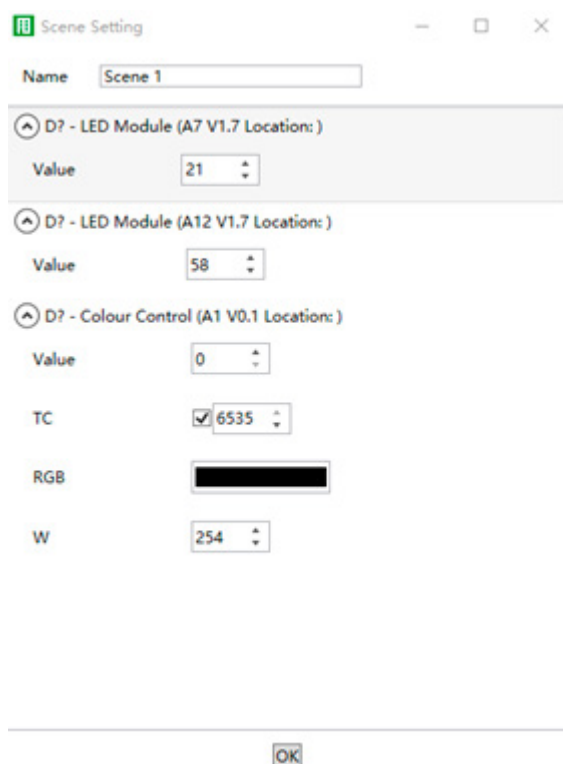 Scene Setting
Name Scene 1
D? - LED Module (A7 V1.7 Location: )
Value 21
D? - LED Module (A12 V1.7 Location: )
Value 58
D? - Colour Control (A1 V0.1 Location: )
Value 0
TC 6535
RGB
W 254
OK